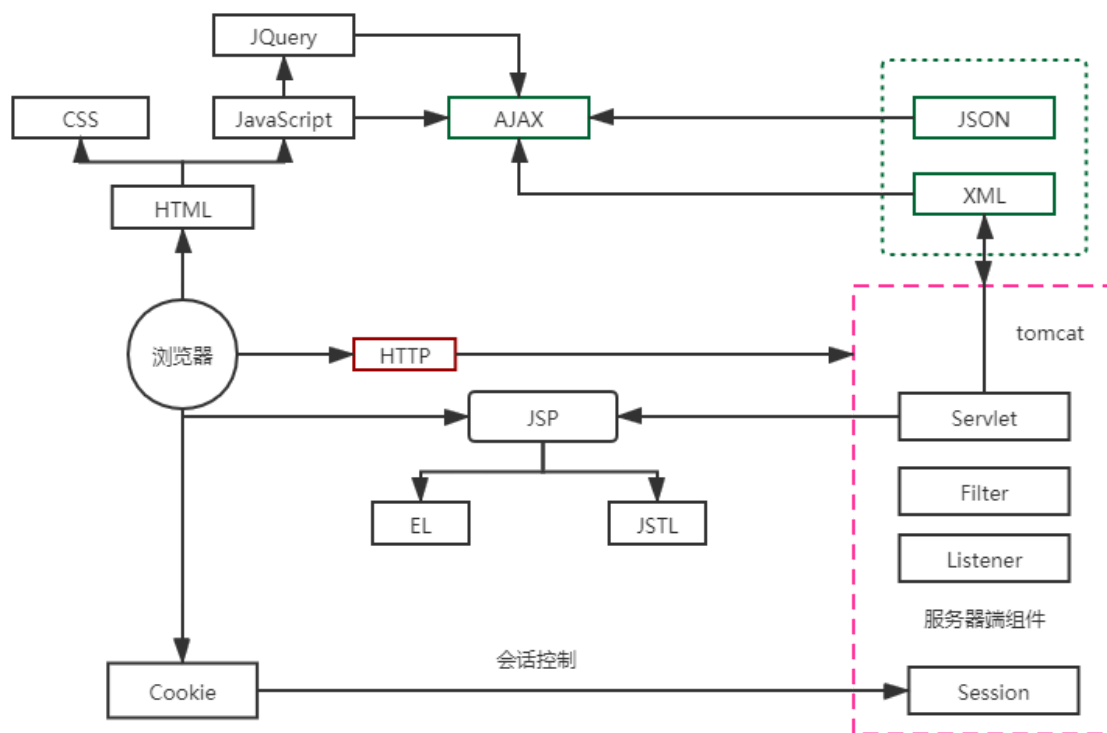 JQuery
CSS
JavaScript
AJAX
JSON
HTML
XML
浏览器
HTTP
tomcat
JSP
Servlet
EL
JSTL
Filter
Listener
服务器端组件
会话控制
Cookie
Session